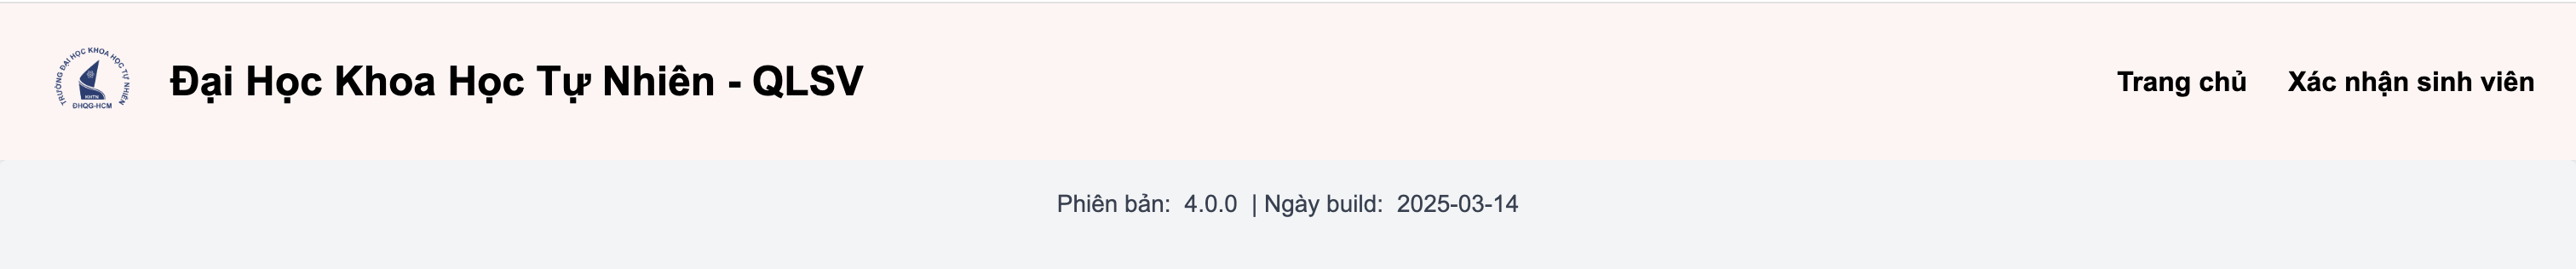 TRƯỜNG ĐẠI HỌC KHOA HỌC TỰ NHIÊN
KHTN
ĐHQG-HCM
Đại Học Khoa Học Tự Nhiên - QLSV
Trang chủ
Xác nhận sinh viên
Phiên bản: 4.0.0 | Ngày build: 2025-03-14